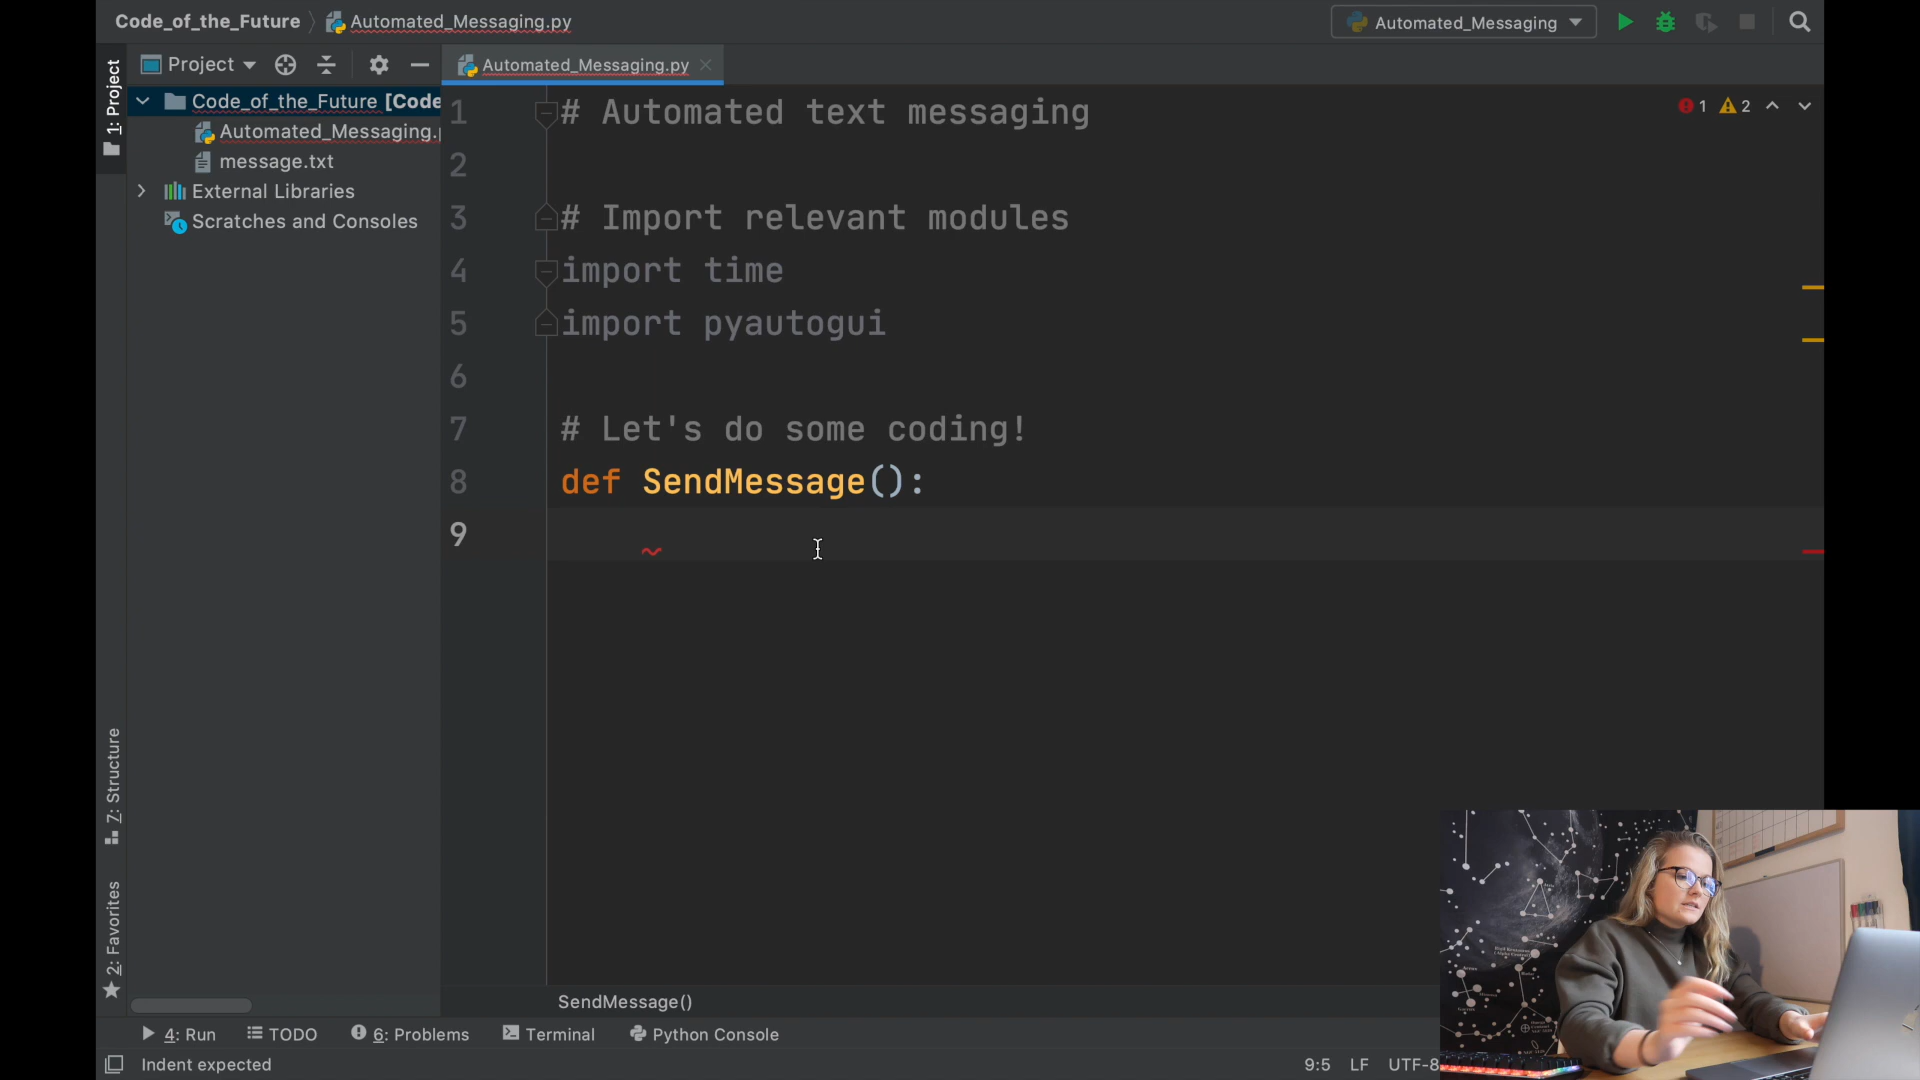 Code_of_the_Future
Automated_Messaging.py
Automated_Messaging
1: Project
Project
Automated_Messaging.py
Code_of_the_Future [Code
Automated_Messaging.
message.txt
External Libraries
Scratches and Consoles
1 # Automated text messaging
2
3 # Import relevant modules
4 import time
5 import pyautogui
6
7 # Let's do some coding!
8 def SendMessage():
9
1 2
Z: Structure
2: Favorites
SendMessage()
4: Run
TODO
6: Problems
Terminal
Python Console
Indent expected
9:5 LF UTF-8